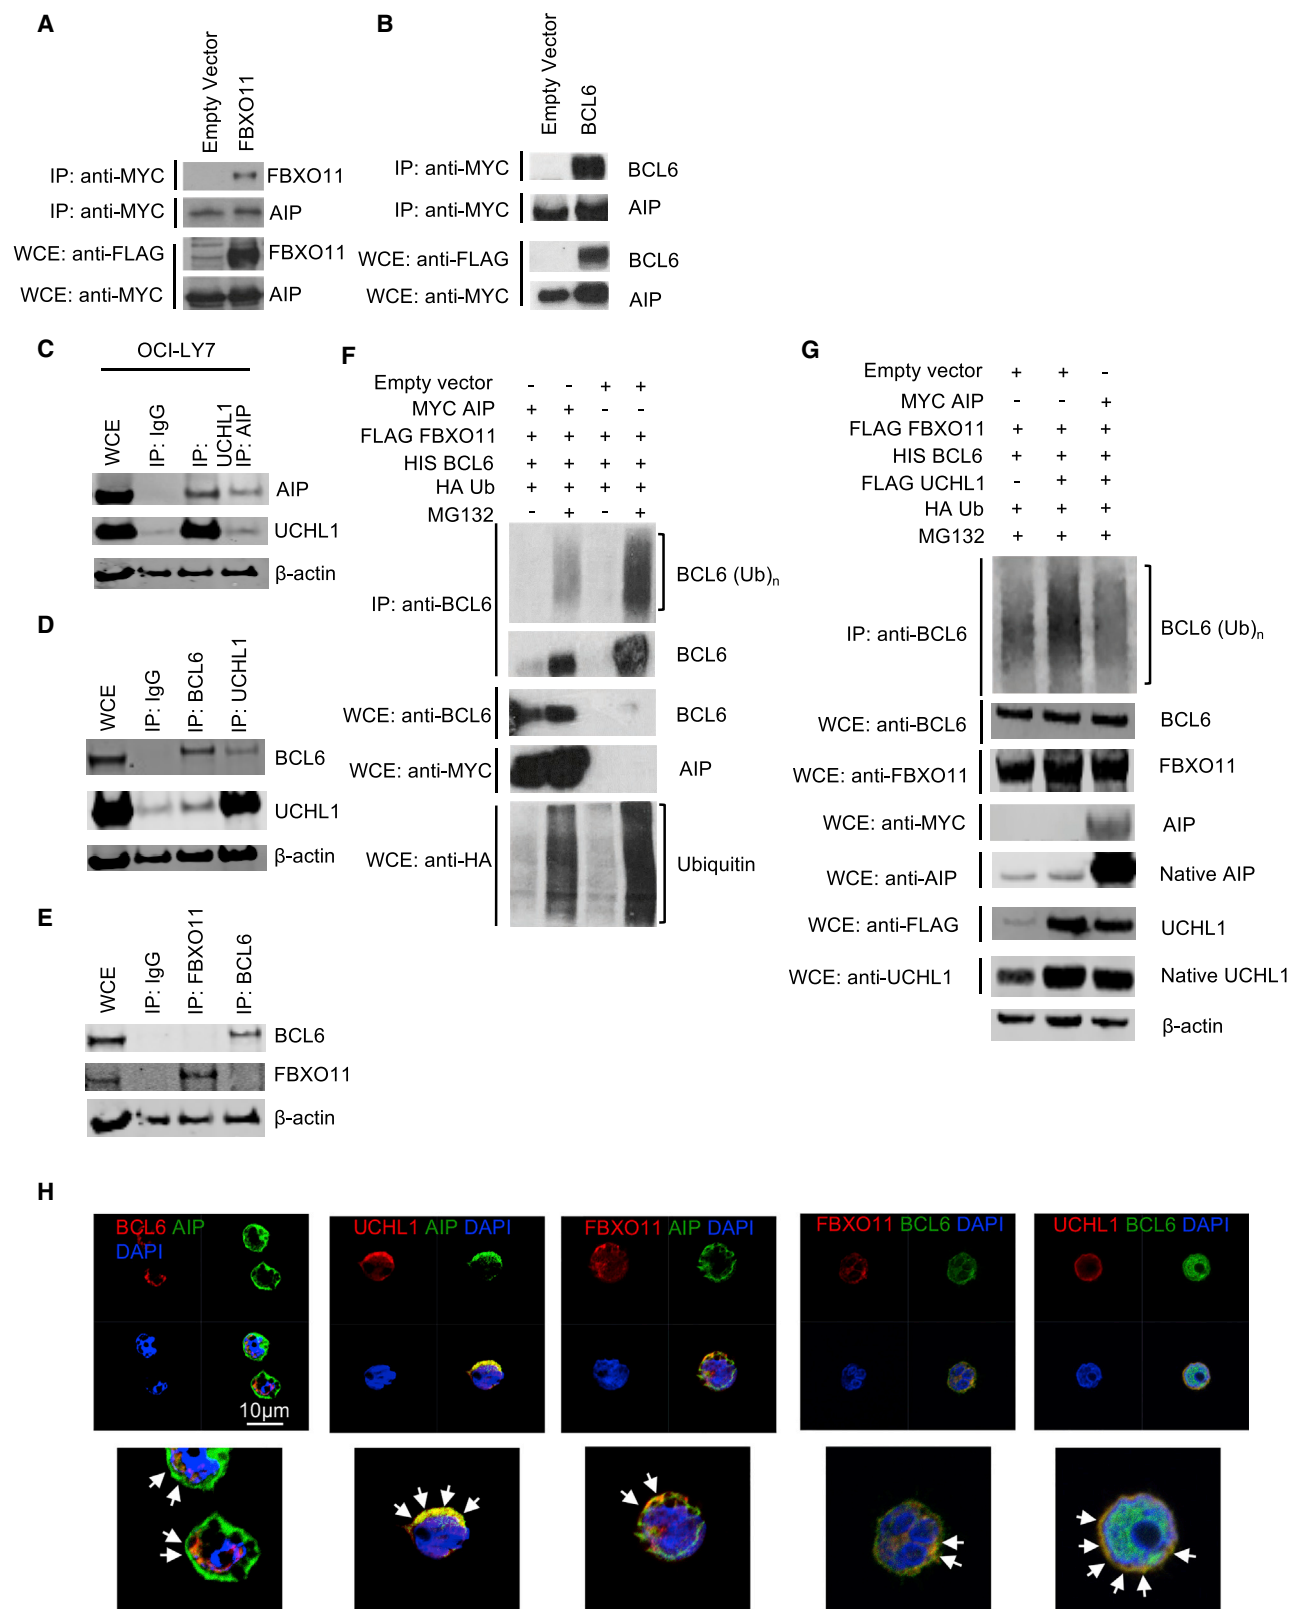 A
Empty Vector
FBXO11
IP: anti-MYC
FBXO11
IP: anti-MYC
AIP
WCE: anti-FLAG
FBXO11
WCE: anti-MYC
AIP
B
Empty Vector
BCL6
IP: anti-MYC
BCL6
IP: anti-MYC
AIP
WCE: anti-FLAG
BCL6
WCE: anti-MYC
AIP
C
OCI-LY7
WCE
IP: IgG
IP:
UCHL1
IP: AIP
AIP
UCHL1
β-actin
D
WCE
IP: IgG
IP: BCL6
IP: UCHL1
BCL6
UCHL1
β-actin
E
WCE
IP: IgG
IP: FBXO11
IP: BCL6
BCL6
FBXO11
β-actin
F
Empty vector - - + +
MYC AIP + + - -
FLAG FBXO11 + + + +
HIS BCL6 + + + +
HA Ub + + + +
MG132 - + - +
IP: anti-BCL6
BCL6 (Ub)n
BCL6
WCE: anti-BCL6
BCL6
WCE: anti-MYC
AIP
WCE: anti-HA
Ubiquitin
G
Empty vector + + -
MYC AIP - - +
FLAG FBXO11 + + +
HIS BCL6 + + +
FLAG UCHL1 - + +
HA Ub + + +
MG132 + + +
IP: anti-BCL6
BCL6 (Ub)n
WCE: anti-BCL6
BCL6
WCE: anti-FBXO11
FBXO11
WCE: anti-MYC
AIP
WCE: anti-AIP
Native AIP
WCE: anti-FLAG
UCHL1
WCE: anti-UCHL1
Native UCHL1
β-actin
H
BCL6 AIP
DAPI
10µm
UCHL1 AIP DAPI
FBXO11 AIP DAPI
FBXO11 BCL6 DAPI
UCHL1 BCL6 DAPI